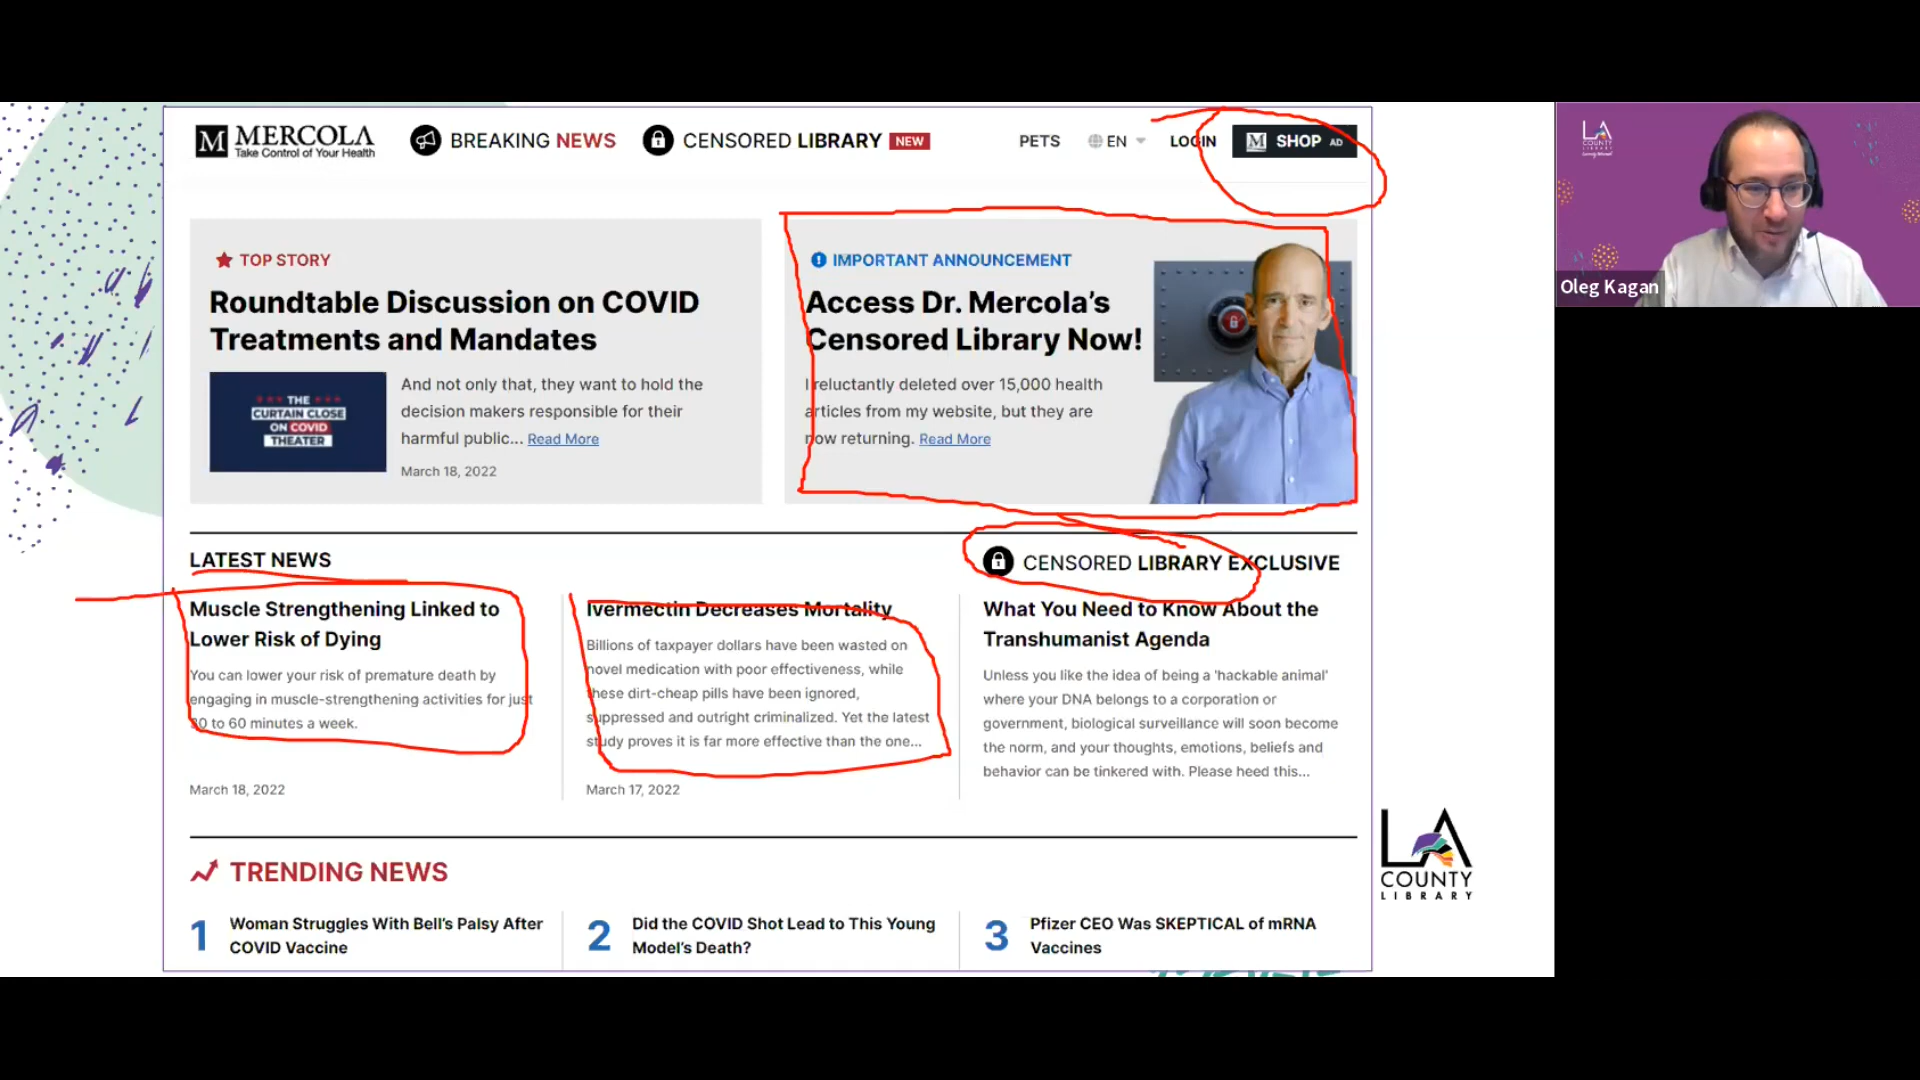 M MERCOLA
Take Control of Your Health
BREAKING NEWS
CENSORED LIBRARY NEW
PETS
EN
LOGIN
M SHOP AD
LA
COUNTY
LIBRARY
Oleg Kagan
TOP STORY
Roundtable Discussion on COVID
Treatments and Mandates
THE
CURTAIN CLOSE
ON COVID
THEATER
And not only that, they want to hold the
decision makers responsible for their
harmful public... Read More
March 18, 2022
IMPORTANT ANNOUNCEMENT
Access Dr. Mercola's
Censored Library Now!
I reluctantly deleted over 15,000 health
articles from my website, but they are
now returning. Read More
LATEST NEWS
Muscle Strengthening Linked to
Lower Risk of Dying
You can lower your risk of premature death by
engaging in muscle-strengthening activities for just
30 to 60 minutes a week.
March 18, 2022
Ivermectin Decreases Mortality
Billions of taxpayer dollars have been wasted on
novel medication with poor effectiveness, while
these dirt-cheap pills have been ignored,
suppressed and outright criminalized. Yet the latest
study proves it is far more effective than the one...
March 17, 2022
CENSORED LIBRARY EXCLUSIVE
What You Need to Know About the
Transhumanist Agenda
Unless you like the idea of being a 'hackable animal'
where your DNA belongs to a corporation or
government, biological surveillance will soon become
the norm, and your thoughts, emotions, beliefs and
behavior can be tinkered with. Please heed this...
TRENDING NEWS
1 Woman Struggles With Bell's Palsy After
COVID Vaccine
2 Did the COVID Shot Lead to This Young
Model's Death?
3 Pfizer CEO Was SKEPTICAL of mRNA
Vaccines
LA
COUNTY
LIBRARY